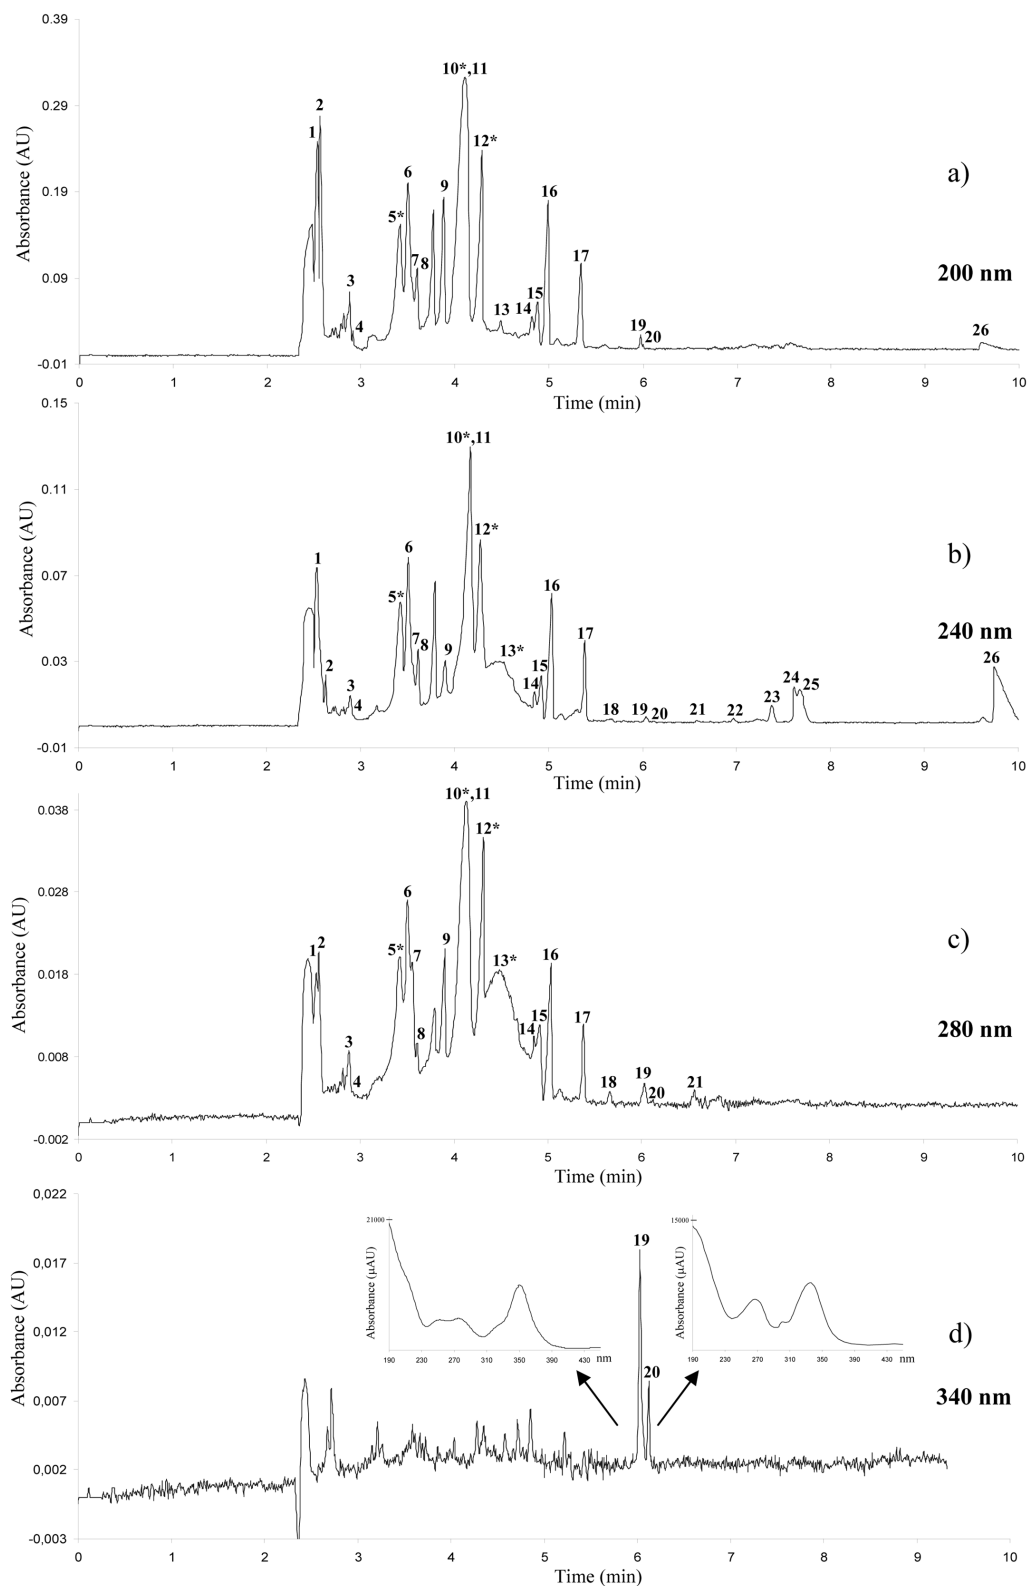 0.39
10*,11
2
0.29
1
12*
a)
0.19
6
9
16
5*
17
7 8
200 nm
0.09
3
15
13 14
4
19 20
26
-0.01
Absorbance (AU)
0 1 2 3 4 5 6 7 8 9 10
Time (min)
0.15
10*,11
0.11
12*
b)
1
6
0.07
5*
16
240 nm
7 8
17
9
13*
15
26
0.03
2
14
24 25
3
23
4
18 19 20 21 22
-0.01
Absorbance (AU)
0 1 2 3 4 5 6 7 8 9 10
Time (min)
10*,11
0.038
12*
0.028
6
c)
1 2
5* 7
9
13*
16
0.018
280 nm
15
17
14
8
3
0.008
4
18 19 20 21
-0.002
Absorbance (AU)
0 1 2 3 4 5 6 7 8 9 10
Time (min)
0,022
21000
15000
19
0,017
Absorbance (µAU)
Absorbance (µAU)
0,012
d)
190 230 270 310 350 390 430 nm
190 230 270 310 350 390 430 nm
20
340 nm
0,007
0,002
-0,003
Absorbance (AU)
0 1 2 3 4 5 6 7 8 9 10
Time (min)